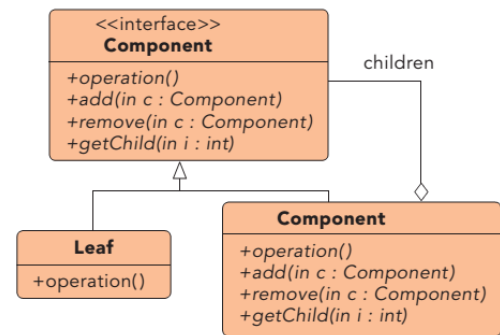 <<interface>>
Component
+operation()
+add(in c : Component)
+remove(in c : Component)
+getChild(in i : int)
children
Leaf
+operation()
Component
+operation()
+add(in c : Component)
+remove(in c : Component)
+getChild(in i : int)